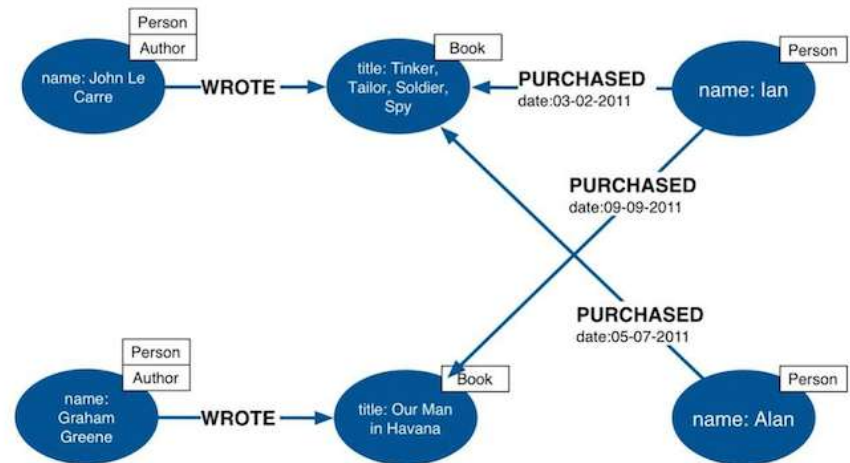 Person
Author
name: John Le
Carre
WROTE
Book
title: Tinker,
Tailor, Soldier,
Spy
PURCHASED
date:03-02-2011
Person
name: Ian
PURCHASED
date:09-09-2011
PURCHASED
date:05-07-2011
Person
Author
name:
Graham
Greene
WROTE
Book
title: Our Man
in Havana
Person
name: Alan